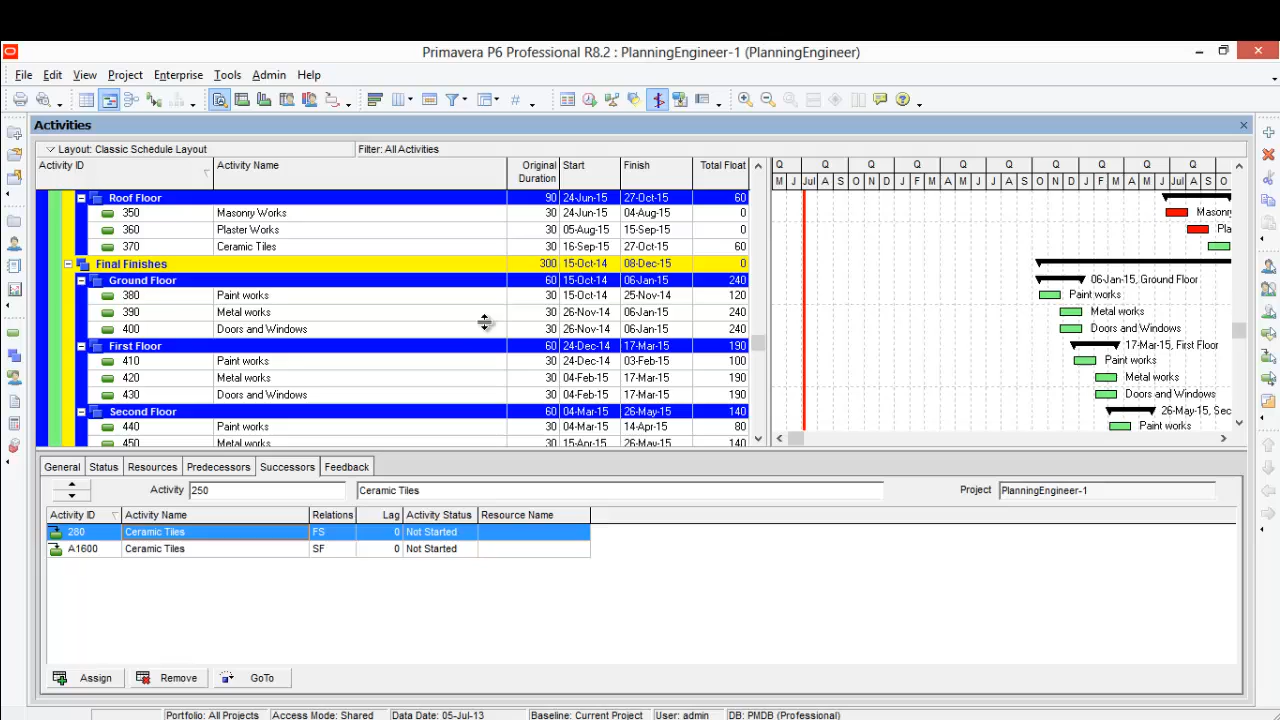 Primavera P6 Professional R8.2 : PlanningEngineer-1 (PlanningEngineer)
File Edit View Project Enterprise Tools Admin Help
Activities
Layout: Classic Schedule Layout Filter: All Activities
Activity ID Activity Name Original Duration Start Finish Total Float
Q Q Q Q Q Q Q Q Q Q Q
M J Jul A S O N D J F M A M J Jul A S O N D J F M A M J Jul A S O
Roof Floor 90 24-Jun-15 27-Oct-15 60
350 Masonry Works 30 24-Jun-15 04-Aug-15 0 Masonry
360 Plaster Works 30 05-Aug-15 15-Sep-15 0 Pla
370 Ceramic Tiles 30 16-Sep-15 27-Oct-15 60
Final Finishes 300 15-Oct-14 08-Dec-15 0
Ground Floor 60 15-Oct-14 06-Jan-15 240 06-Jan-15, Ground Floor
380 Paint works 30 15-Oct-14 25-Nov-14 120 Paint works
390 Metal works 30 26-Nov-14 06-Jan-15 240 Metal works
400 Doors and Windows 30 26-Nov-14 06-Jan-15 240 Doors and Windows
First Floor 60 24-Dec-14 17-Mar-15 190 17-Mar-15, First Floor
410 Paint works 30 24-Dec-14 03-Feb-15 100 Paint works
420 Metal works 30 04-Feb-15 17-Mar-15 190 Metal works
430 Doors and Windows 30 04-Feb-15 17-Mar-15 190 Doors and Windows
Second Floor 60 04-Mar-15 26-May-15 140 26-May-15, Sec
440 Paint works 30 04-Mar-15 14-Apr-15 80 Paint works
450 Metal works 30 15-Apr-15 26-May-15 140
General Status Resources Predecessors Successors Feedback
Activity 250 Ceramic Tiles Project PlanningEngineer-1
Activity ID Activity Name Relations Lag Activity Status Resource Name
280 Ceramic Tiles FS 0 Not Started
A1600 Ceramic Tiles SF 0 Not Started
Assign Remove GoTo
Portfolio: All Projects Access Mode: Shared Data Date: 05-Jul-13 Baseline: Current Project User: admin DB: PMDB (Professional)